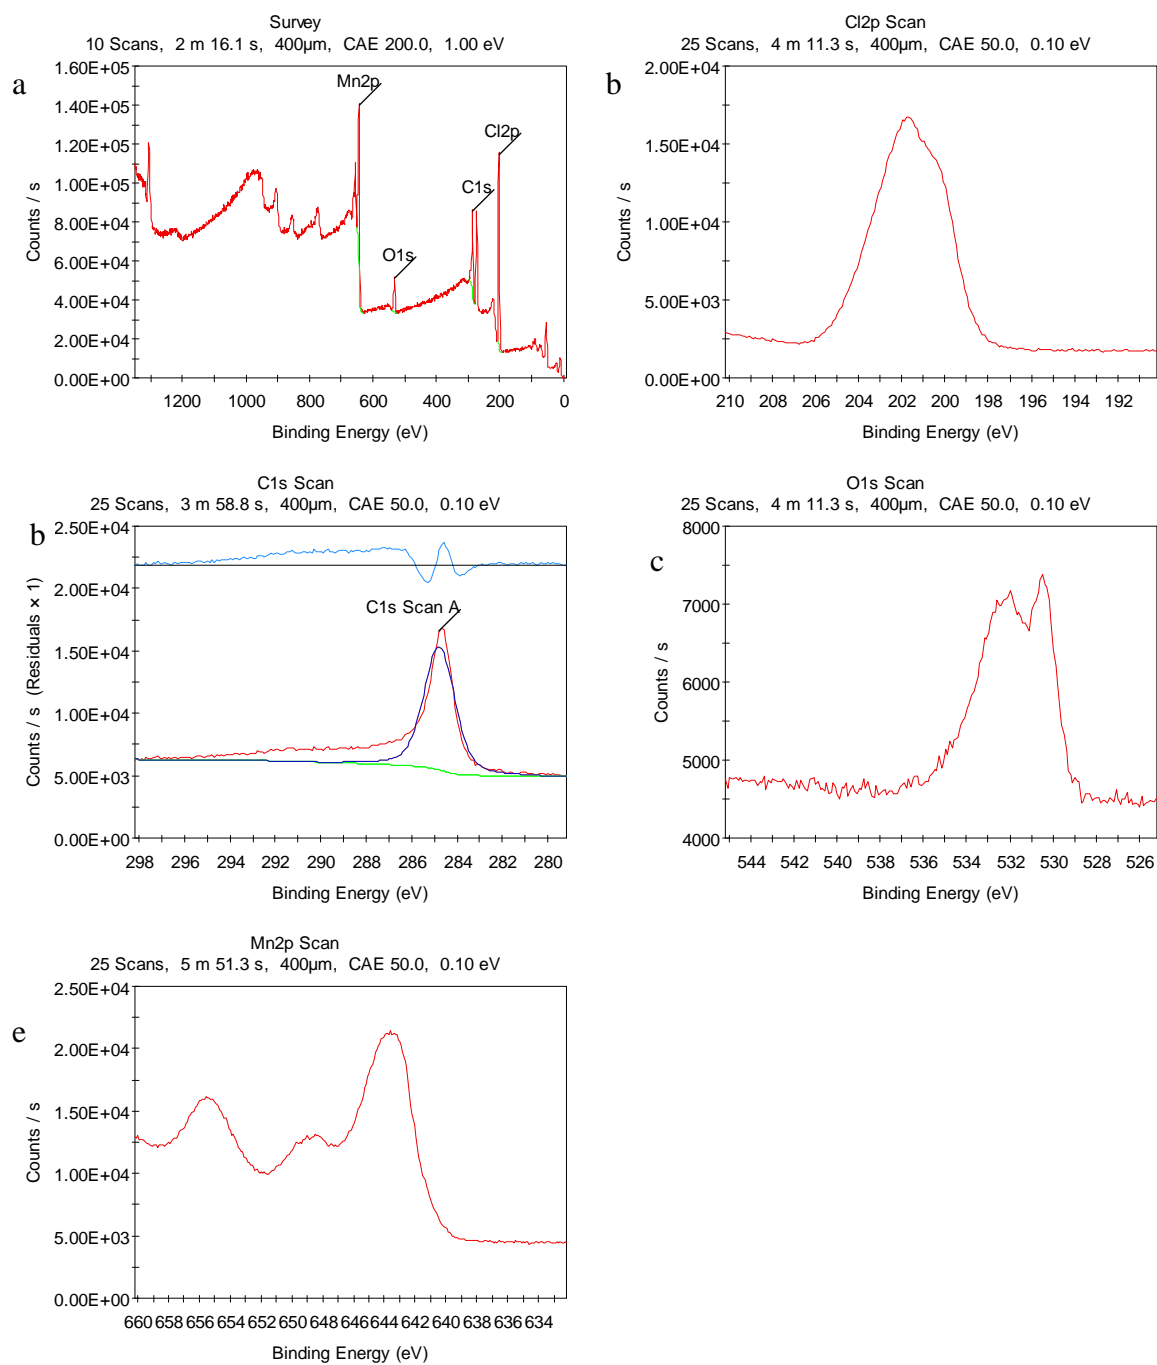 a
Survey
10 Scans, 2 m 16.1 s, 400µm, CAE 200.0, 1.00 eV
1.60E+05
1.40E+05
1.20E+05
1.00E+05
8.00E+04
6.00E+04
4.00E+04
2.00E+04
0.00E+00
Counts / s
Mn2p
Cl2p
C1s
O1s
1200 1000 800 600 400 200 0
Binding Energy (eV)
b
Cl2p Scan
25 Scans, 4 m 11.3 s, 400µm, CAE 50.0, 0.10 eV
2.00E+04
1.50E+04
1.00E+04
5.00E+03
0.00E+00
Counts / s
210 208 206 204 202 200 198 196 194 192
Binding Energy (eV)
b
C1s Scan
25 Scans, 3 m 58.8 s, 400µm, CAE 50.0, 0.10 eV
2.50E+04
2.00E+04
1.50E+04
1.00E+04
5.00E+03
0.00E+00
Counts / s (Residuals × 1)
C1s Scan A
298 296 294 292 290 288 286 284 282 280
Binding Energy (eV)
c
O1s Scan
25 Scans, 4 m 11.3 s, 400µm, CAE 50.0, 0.10 eV
8000
7000
6000
5000
4000
Counts / s
544 542 540 538 536 534 532 530 528 526
Binding Energy (eV)
e
Mn2p Scan
25 Scans, 5 m 51.3 s, 400µm, CAE 50.0, 0.10 eV
2.50E+04
2.00E+04
1.50E+04
1.00E+04
5.00E+03
0.00E+00
Counts / s
660 658 656 654 652 650 648 646 644 642 640 638 636 634
Binding Energy (eV)